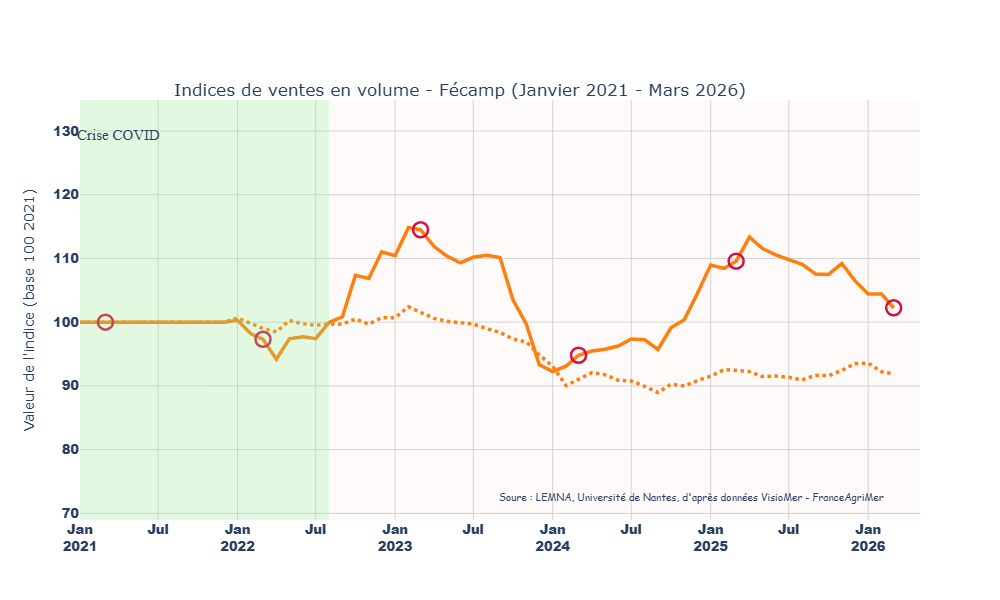 Indices de ventes en volume - Fécamp (Janvier 2021 - Mars 2026)
Valeur de l'indice (base 100 2021)
130
Crise COVID
120
110
100
90
80
70
Soure : LEMNA, Université de Nantes, d'après données VisioMer - FranceAgriMer
Jan Jul Jan Jul Jan Jul Jan Jul Jan Jul Jan
2021 2022 2023 2024 2025 2026